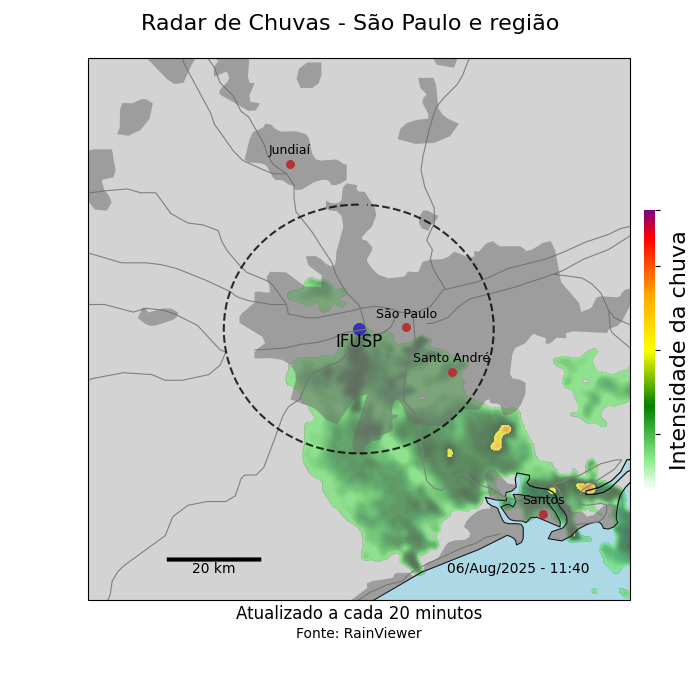 Radar de Chuvas - São Paulo e região
Jundiaí
São Paulo
IFUSP
Santo André
Santos
20 km
06/Aug/2025 - 11:40
Intensidade da chuva
Atualizado a cada 20 minutos
Fonte: RainViewer